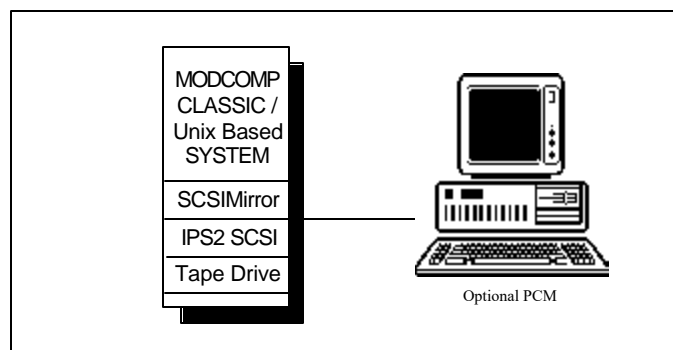 MODCOMP
CLASSIC /
Unix Based
SYSTEM
SCSIMirror
IPS2 SCSI
Tape Drive
Optional PCM